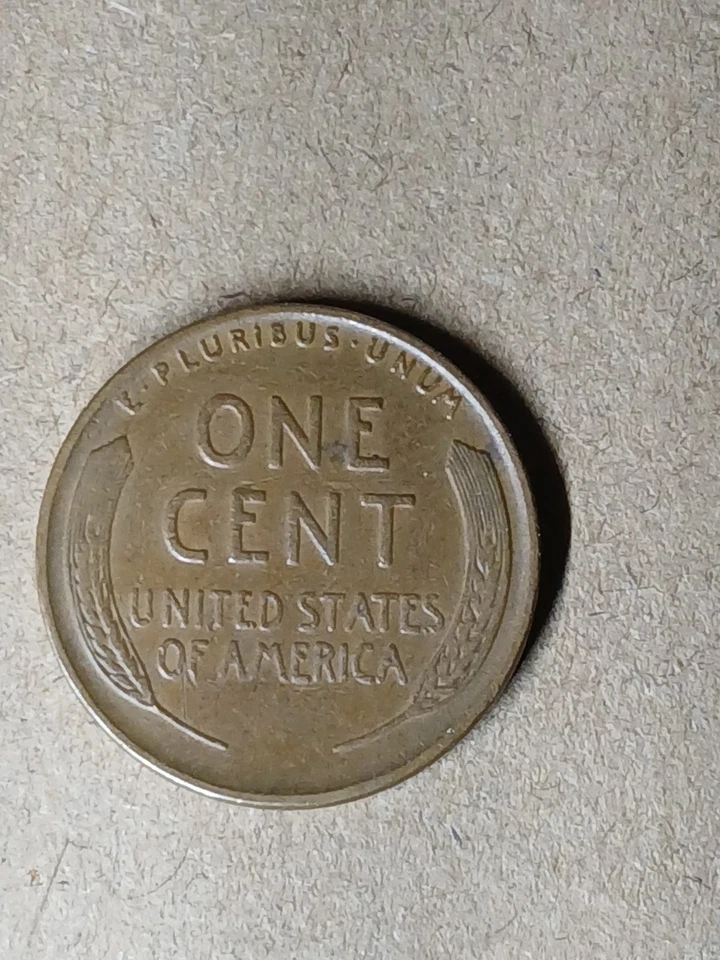 E·PLURIBUS·UNUM
ONE
CENT
UNITED STATES
OF AMERICA